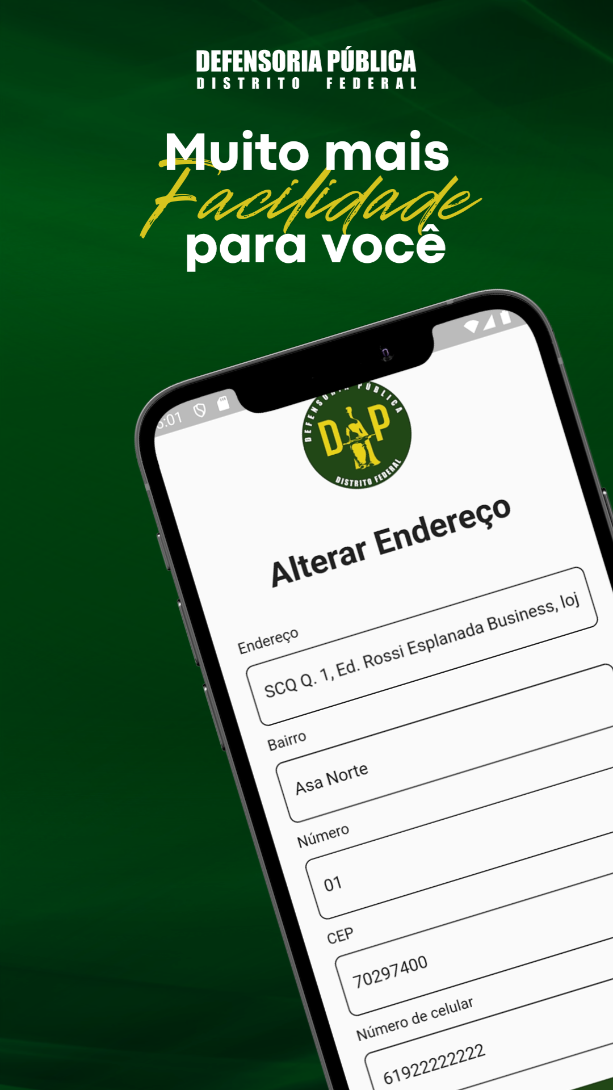 DEFENSORIA PÚBLICA
DISTRITO FEDERAL
Muito mais
Facilidade
para você
:01
DEFENSORIA PÚBLICA
DP
DISTRITO FEDERAL
Alterar Endereço
Endereço
SCQ Q. 1, Ed. Rossi Esplanada Business, loj
Bairro
Asa Norte
Número
01
CEP
70297400
Número de celular
61922222222